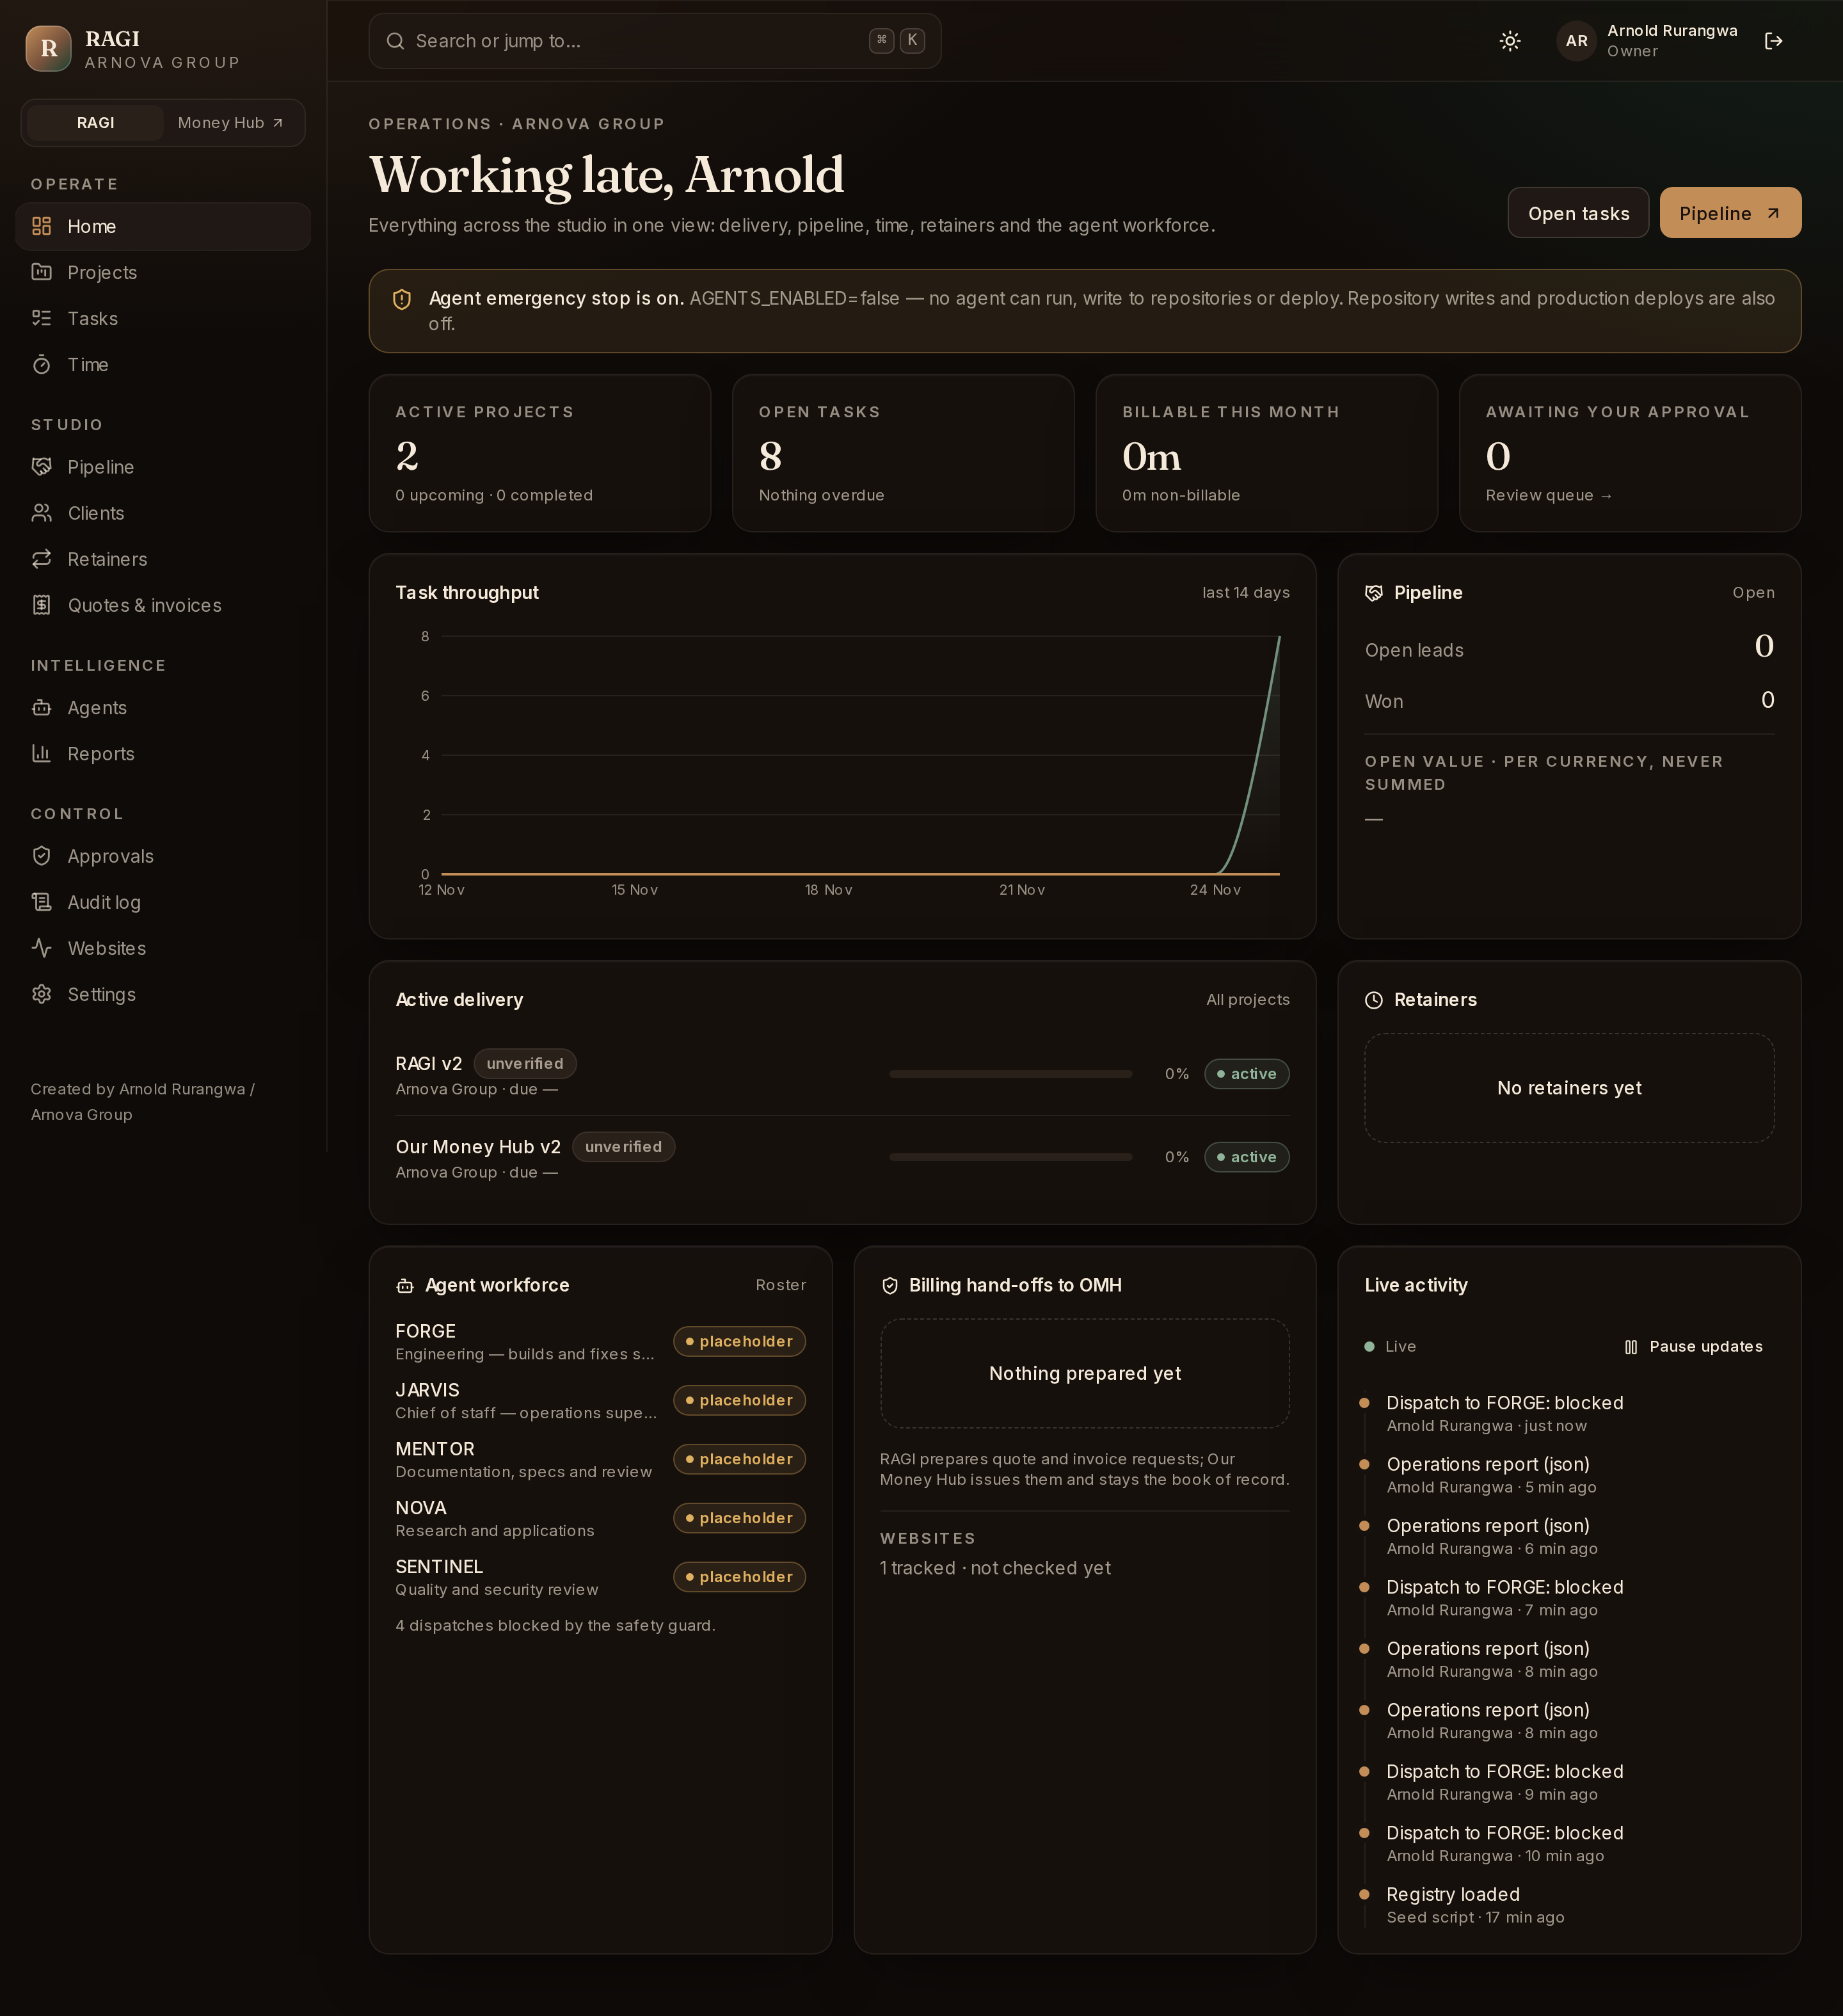 R
RAGI
ARNOVA GROUP
RAGI
Money Hub ↗
OPERATE
Home
Projects
Tasks
Time
STUDIO
Pipeline
Clients
Retainers
Quotes & invoices
INTELLIGENCE
Agents
Reports
CONTROL
Approvals
Audit log
Websites
Settings
Created by Arnold Rurangwa /
Arnova Group
Search or jump to...
⌘ K
AR
Arnold Rurangwa
Owner
OPERATIONS · ARNOVA GROUP
Working late, Arnold
Everything across the studio in one view: delivery, pipeline, time, retainers and the agent workforce.
Open tasks
Pipeline ↗
Agent emergency stop is on. AGENTS_ENABLED=false — no agent can run, write to repositories or deploy. Repository writes and production deploys are also
off.
ACTIVE PROJECTS
2
0 upcoming · 0 completed
OPEN TASKS
8
Nothing overdue
BILLABLE THIS MONTH
0m
0m non-billable
AWAITING YOUR APPROVAL
0
Review queue →
Task throughput
last 14 days
8
6
4
2
0
12 Nov
15 Nov
18 Nov
21 Nov
24 Nov
Pipeline
Open
Open leads
0
Won
0
OPEN VALUE · PER CURRENCY, NEVER
SUMMED
—
Active delivery
All projects
RAGI v2 unverified
Arnova Group · due —
0% active
Our Money Hub v2 unverified
Arnova Group · due —
0% active
Retainers
No retainers yet
Agent workforce
Roster
FORGE
Engineering — builds and fixes s...
placeholder
JARVIS
Chief of staff — operations supe...
placeholder
MENTOR
Documentation, specs and review
placeholder
NOVA
Research and applications
placeholder
SENTINEL
Quality and security review
placeholder
4 dispatches blocked by the safety guard.
Billing hand-offs to OMH
Nothing prepared yet
RAGI prepares quote and invoice requests; Our
Money Hub issues them and stays the book of record.
WEBSITES
1 tracked · not checked yet
Live activity
Live
Pause updates
Dispatch to FORGE: blocked
Arnold Rurangwa · just now
Operations report (json)
Arnold Rurangwa · 5 min ago
Operations report (json)
Arnold Rurangwa · 6 min ago
Dispatch to FORGE: blocked
Arnold Rurangwa · 7 min ago
Operations report (json)
Arnold Rurangwa · 8 min ago
Operations report (json)
Arnold Rurangwa · 8 min ago
Dispatch to FORGE: blocked
Arnold Rurangwa · 9 min ago
Dispatch to FORGE: blocked
Arnold Rurangwa · 10 min ago
Registry loaded
Seed script · 17 min ago